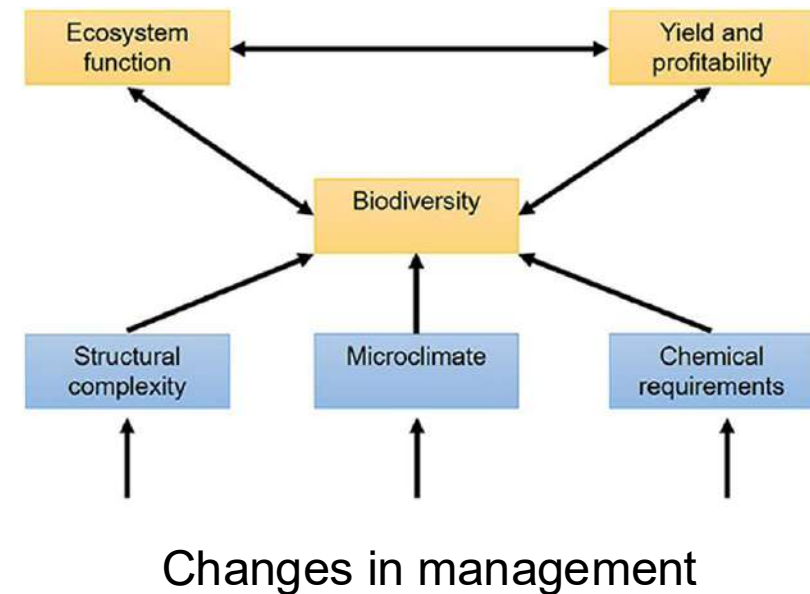 Ecosystem
function
Yield and
profitability
Biodiversity
Structural
complexity
Microclimate
Chemical
requirements
Changes in management